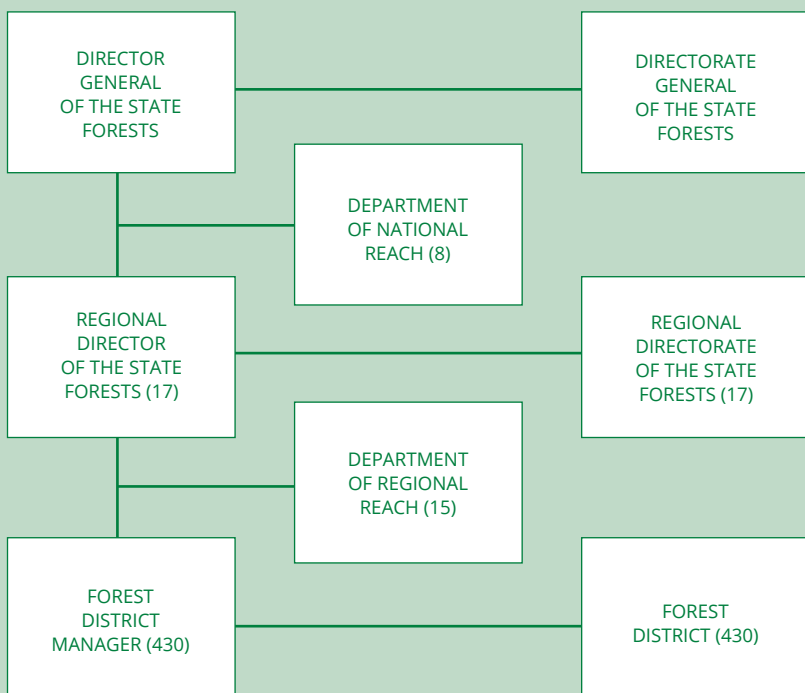 DIRECTOR
GENERAL
OF THE STATE
FORESTS
DIRECTORATE
GENERAL
OF THE STATE
FORESTS
DEPARTMENT
OF NATIONAL
REACH (8)
REGIONAL
DIRECTOR
OF THE STATE
FORESTS (17)
REGIONAL
DIRECTORATE
OF THE STATE
FORESTS (17)
DEPARTMENT
OF REGIONAL
REACH (15)
FOREST
DISTRICT
MANAGER (430)
FOREST
DISTRICT (430)